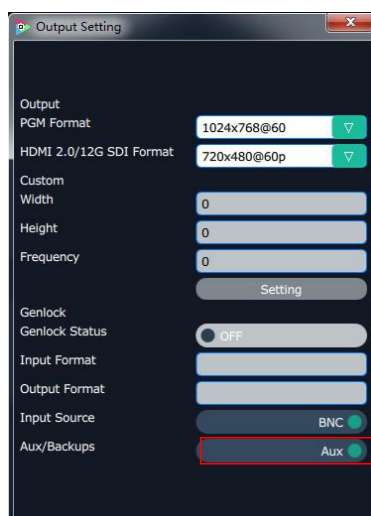 Output Setting
Output
PGM Format 1024x768@60
HDMI 2.0/12G SDI Format 720x480@60p
Custom
Width 0
Height 0
Frequency 0
Setting
Genlock
Genlock Status OFF
Input Format
Output Format
Input Source BNC
Aux/Backups Aux